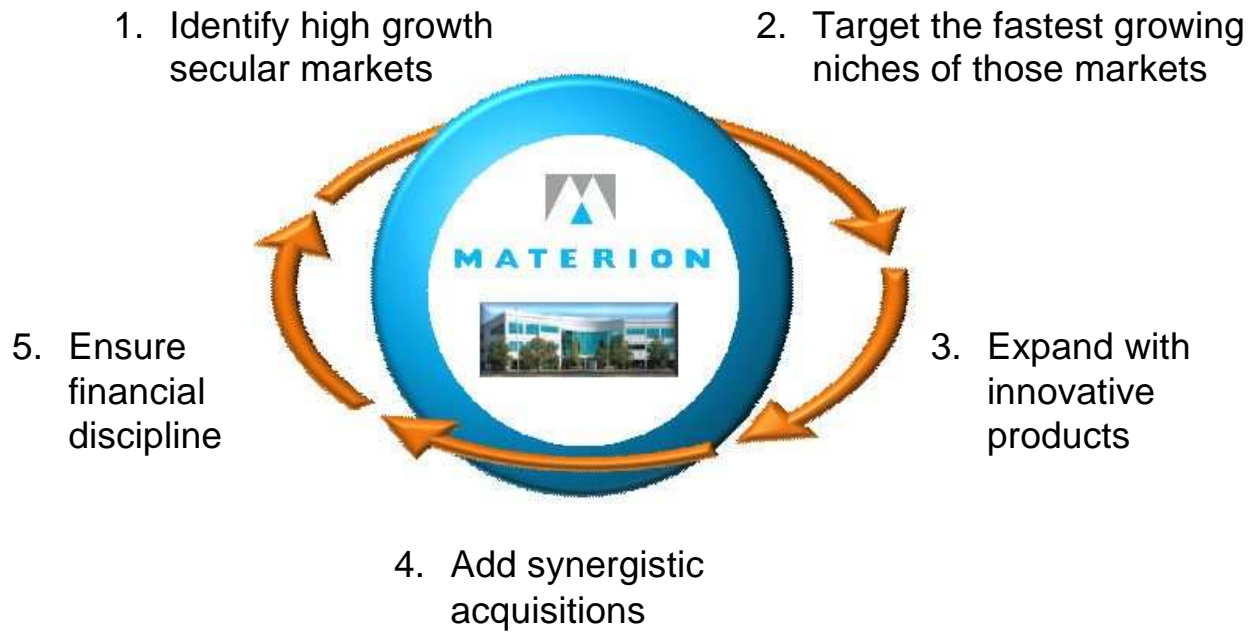 1. Identify high growth
secular markets
2. Target the fastest growing
niches of those markets
MATERION
5. Ensure
financial
discipline
3. Expand with
innovative
products
4. Add synergistic
acquisitions